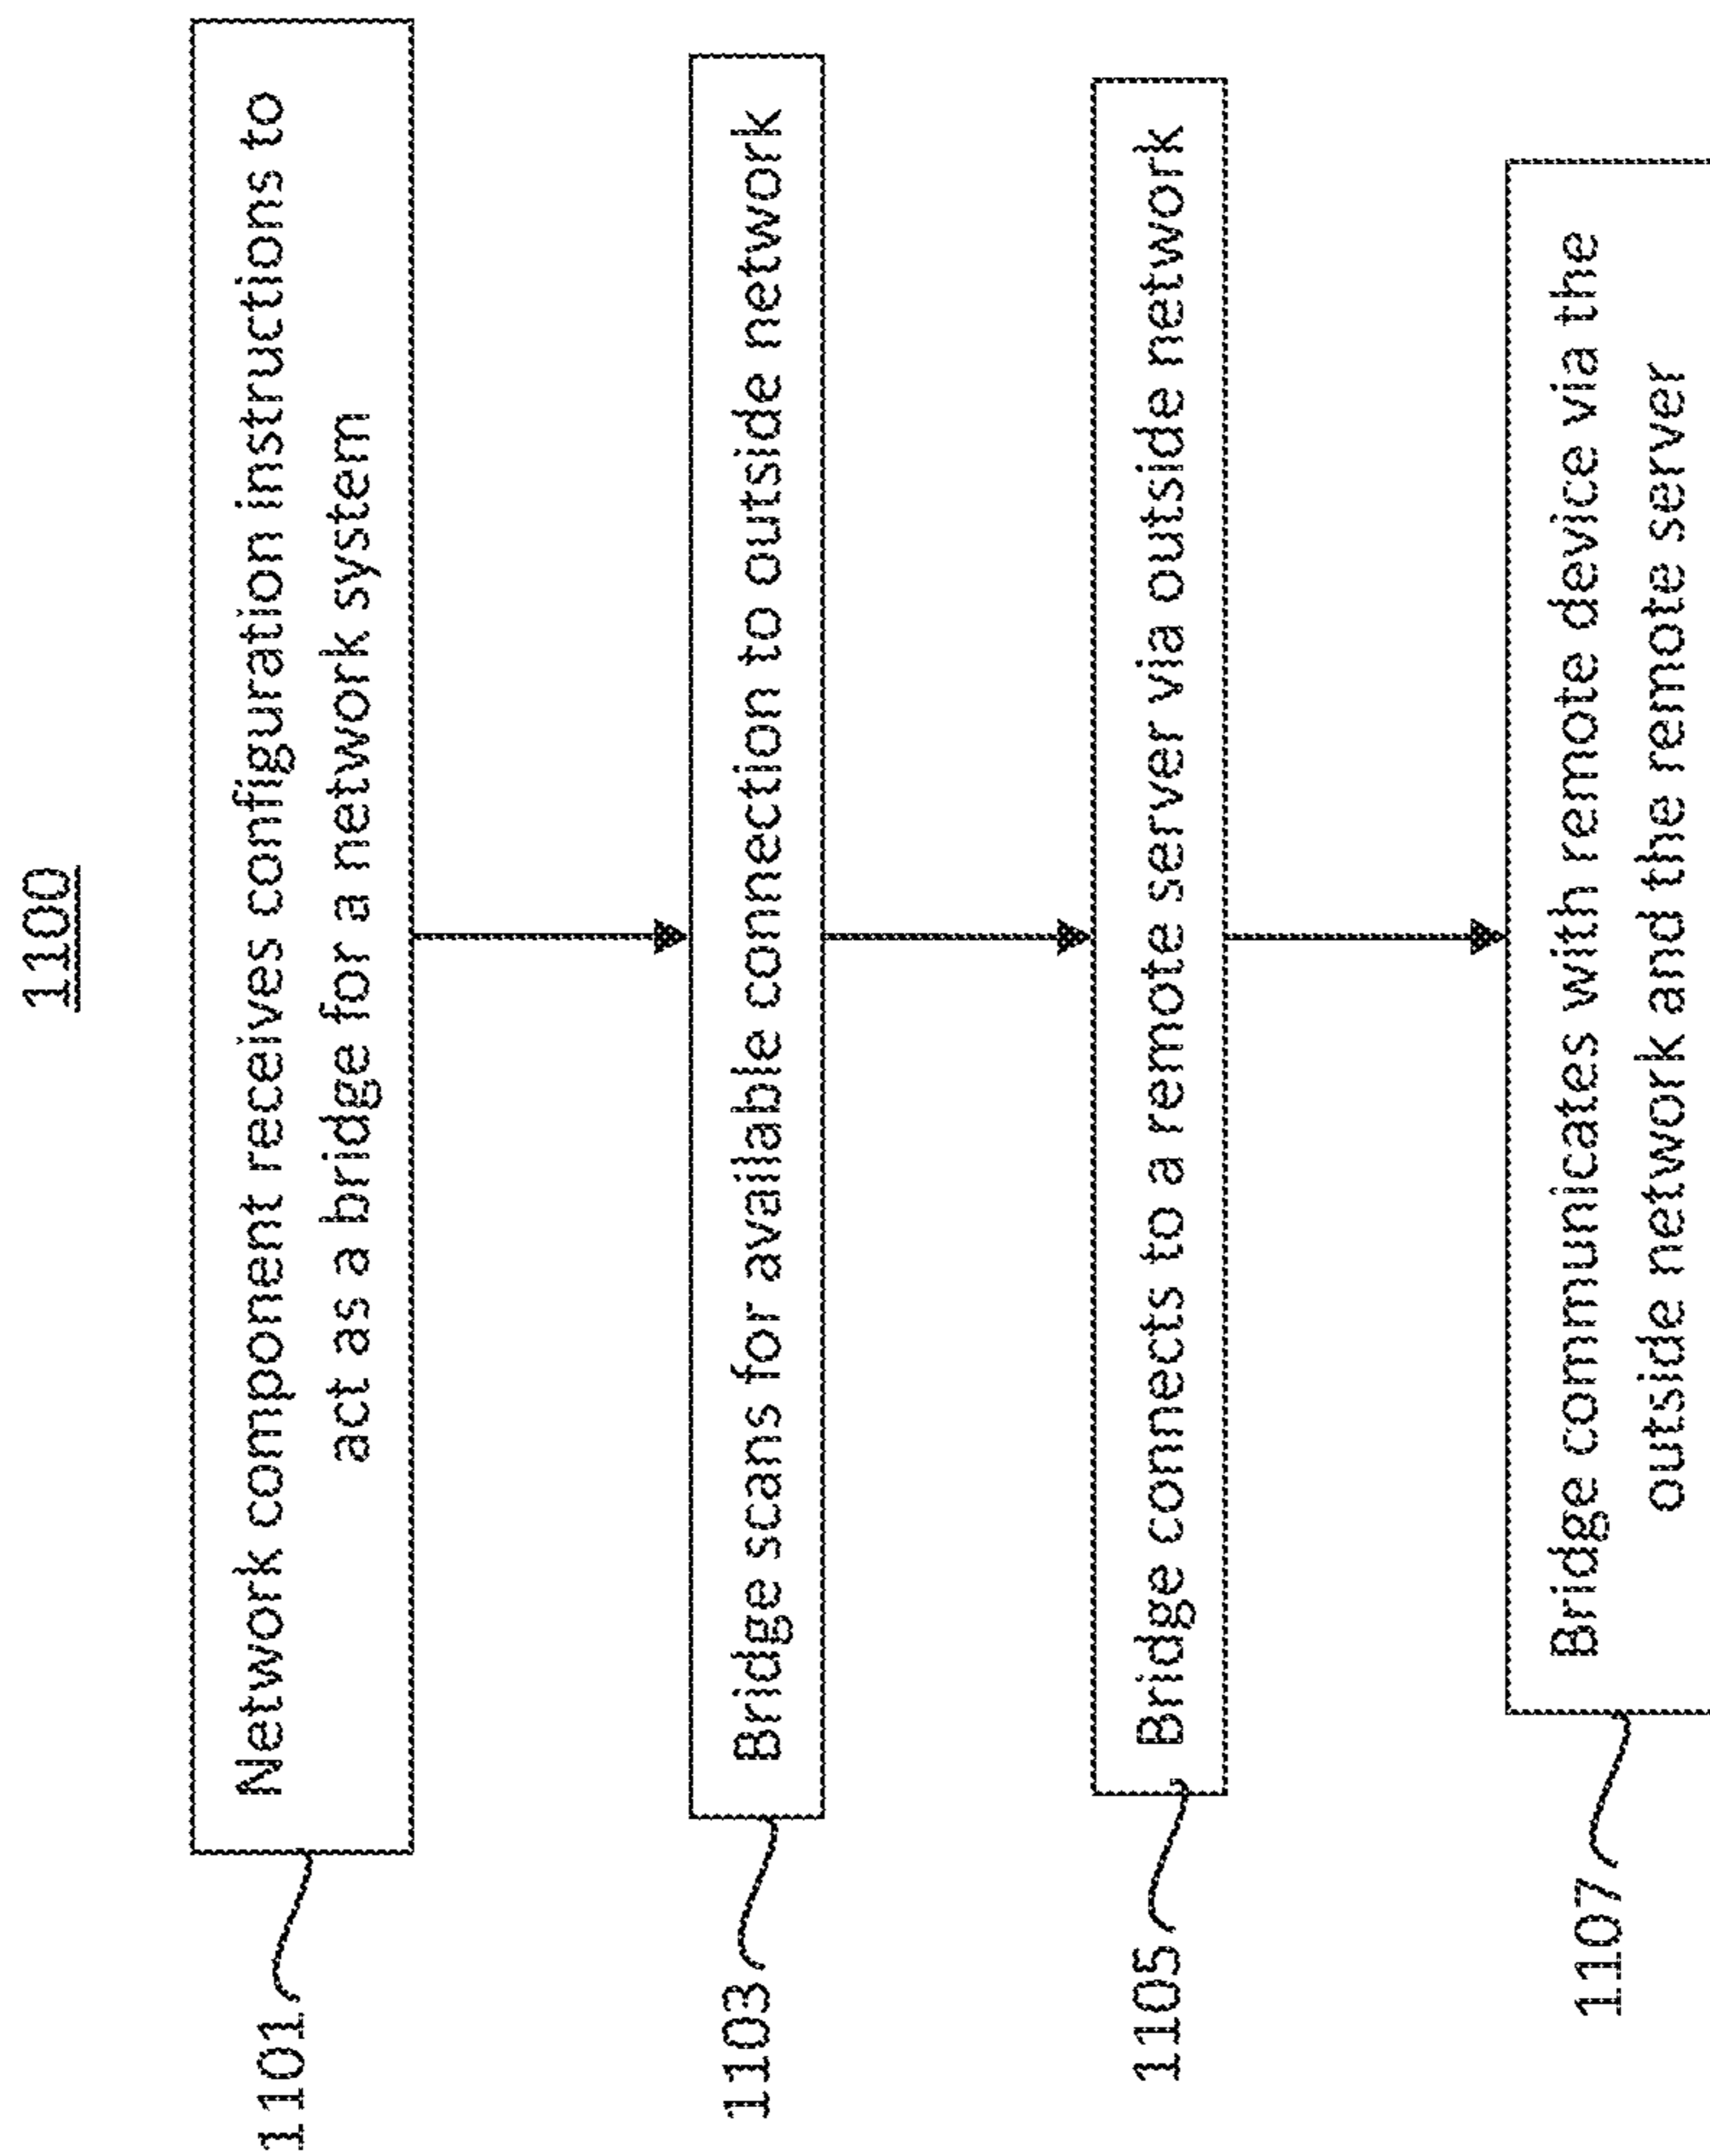 1100
1101
Network component receives configuration instructions to
act as a bridge for a network system
1103
Bridge scans for available connection to outside network
1105
Bridge connects to a remote server via outside network
1107
Bridge communicates with remote device via the
outside network and the remote server